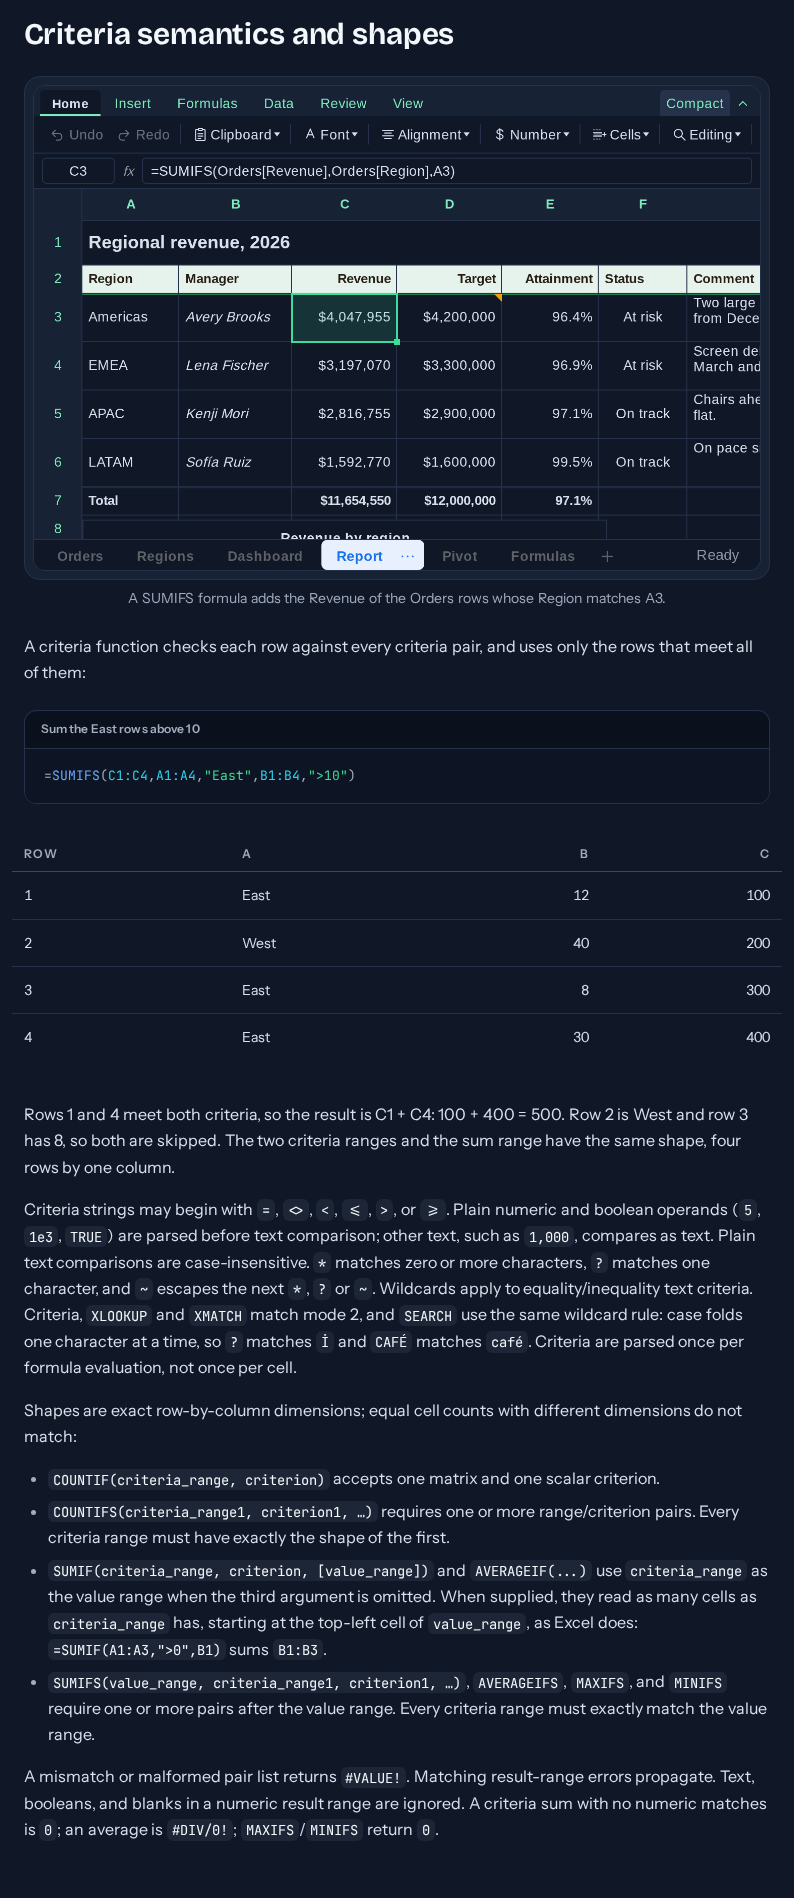 Criteria semantics and shapes
Home Insert Formulas Data Review View Compact
Undo Redo Clipboard Font Alignment $ Number Cells Editing
C3 fx =SUMIFS(Orders[Revenue],Orders[Region],A3)
A B C D E F
1 Regional revenue, 2026
2 Region Manager Revenue Target Attainment Status Comment
3 Americas Avery Brooks $4,047,955 $4,200,000 96.4% At risk Two large
from Dece
4 EMEA Lena Fischer $3,197,070 $3,300,000 96.9% At risk Screen de
March and
5 APAC Kenji Mori $2,816,755 $2,900,000 97.1% On track Chairs ahe
flat.
6 LATAM Sofía Ruiz $1,592,770 $1,600,000 99.5% On track On pace s
7 Total $11,654,550 $12,000,000 97.1%
8 Revenue by region
Orders Regions Dashboard Report ··· Pivot Formulas + Ready
A SUMIFS formula adds the Revenue of the Orders rows whose Region matches A3.
A criteria function checks each row against every criteria pair, and uses only the rows that meet all
of them:
Sum the East rows above 10
=SUMIFS(C1:C4,A1:A4,"East",B1:B4,">10")
ROW A B C
1 East 12 100
2 West 40 200
3 East 8 300
4 East 30 400
Rows 1 and 4 meet both criteria, so the result is C1 + C4: 100 + 400 = 500. Row 2 is West and row 3
has 8, so both are skipped. The two criteria ranges and the sum range have the same shape, four
rows by one column.
Criteria strings may begin with =, <>, <, <=, >, or >=. Plain numeric and boolean operands (5,
1e3, TRUE) are parsed before text comparison; other text, such as 1,000, compares as text. Plain
text comparisons are case-insensitive. * matches zero or more characters, ? matches one
character, and ~ escapes the next *, ? or ~. Wildcards apply to equality/inequality text criteria.
Criteria, XLOOKUP and XMATCH match mode 2, and SEARCH use the same wildcard rule: case folds
one character at a time, so ? matches İ and CAFÉ matches café. Criteria are parsed once per
formula evaluation, not once per cell.
Shapes are exact row-by-column dimensions; equal cell counts with different dimensions do not
match:
• COUNTIF(criteria_range, criterion) accepts one matrix and one scalar criterion.
• COUNTIFS(criteria_range1, criterion1, …) requires one or more range/criterion pairs. Every
criteria range must have exactly the shape of the first.
• SUMIF(criteria_range, criterion, [value_range]) and AVERAGEIF(...) use criteria_range as
the value range when the third argument is omitted. When supplied, they read as many cells as
criteria_range has, starting at the top-left cell of value_range, as Excel does:
=SUMIF(A1:A3,">0",B1) sums B1:B3.
• SUMIFS(value_range, criteria_range1, criterion1, …), AVERAGEIFS, MAXIFS, and MINIFS
require one or more pairs after the value range. Every criteria range must exactly match the value
range.
A mismatch or malformed pair list returns #VALUE!. Matching result-range errors propagate. Text,
booleans, and blanks in a numeric result range are ignored. A criteria sum with no numeric matches
is 0; an average is #DIV/0!; MAXIFS/MINIFS return 0.